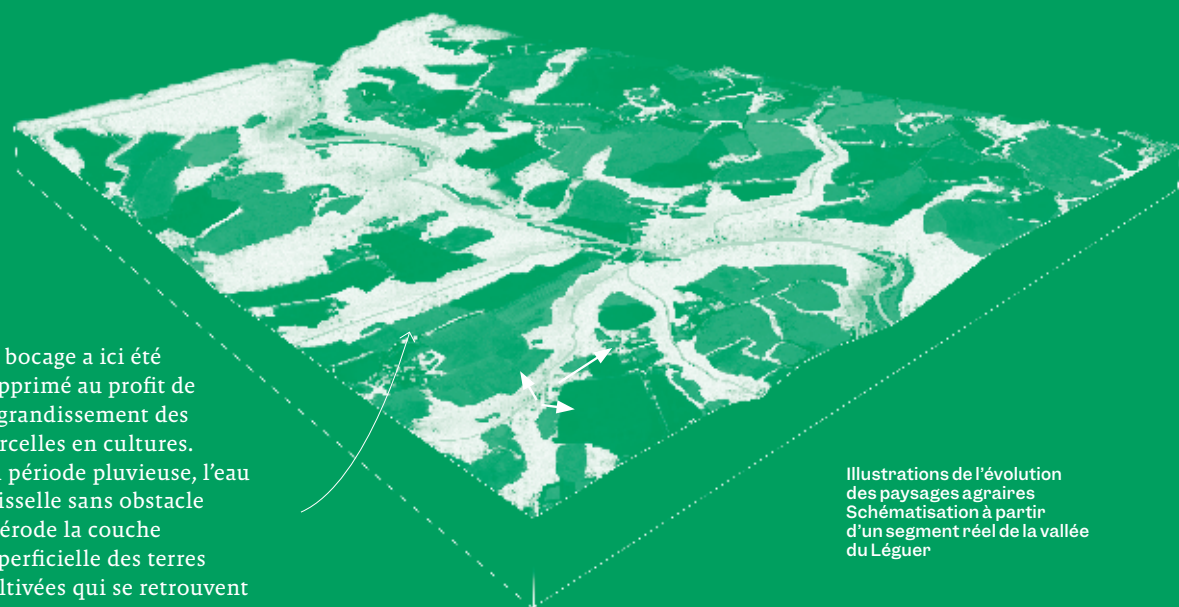 bocage a ici été
pprimé au profit de
grandissement des
rcelles en cultures.
période pluvieuse, l'eau
isselle sans obstacle
érode la couche
perficielle des terres
ltivées qui se retrouvent
Illustrations de l'évolution
des paysages agraires
Schématisation à partir
d'un segment réel de la vallée
du Léguer